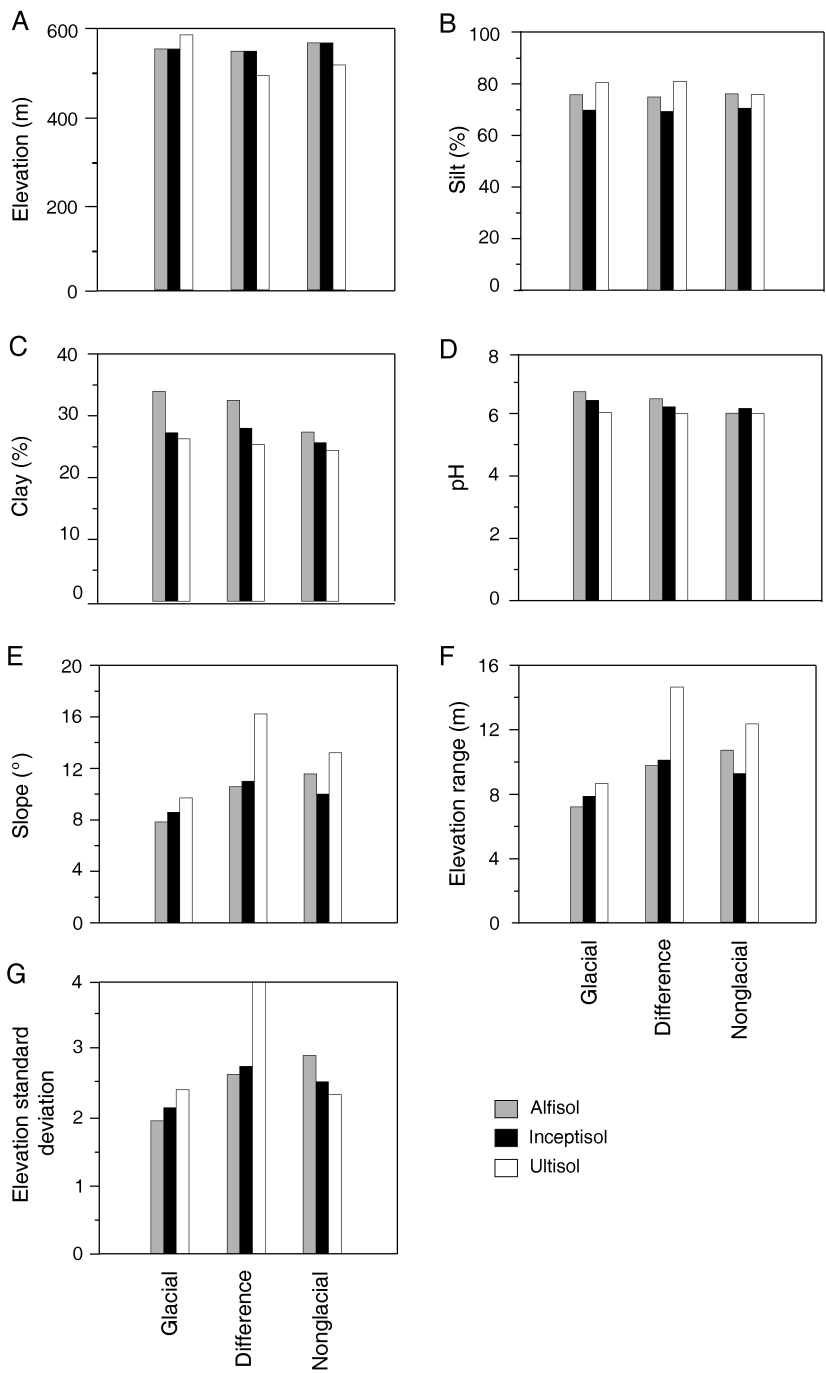 A
600
400
200
0
Elevation (m)
B
100
80
60
40
20
0
Silt (%)
C
40
30
20
10
0
Clay (%)
D
8
6
4
2
0
pH
E
20
16
12
8
4
0
Slope (°)
F
16
12
8
4
0
Elevation range (m)
Glacial
Difference
Nonglacial
G
4
3
2
1
0
Elevation standard
deviation
Glacial
Difference
Nonglacial
Alfisol
Inceptisol
Ultisol